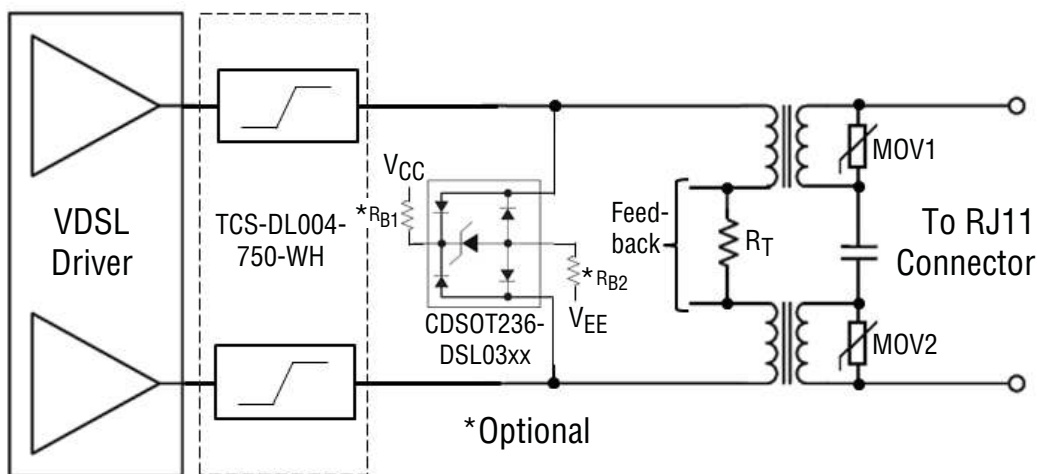 VDSL
Driver
TCS-DL004-
750-WH
VCC
*RB1
CDSOT236-
DSL03xx
*RB2
VEE
Feed-
back
RT
MOV1
MOV2
To RJ11
Connector
*Optional